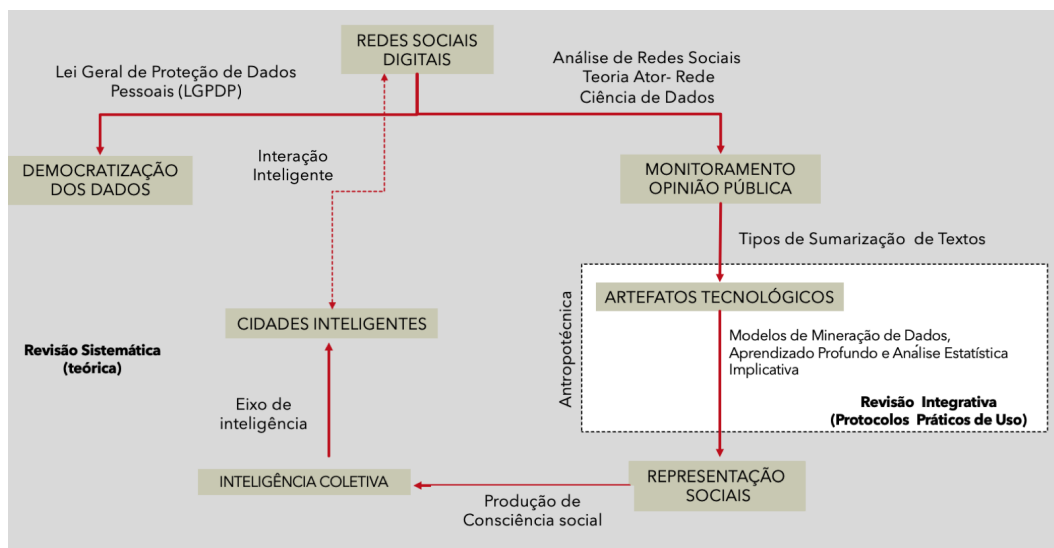 REDES SOCIAIS
DIGITAIS
Lei Geral de Proteção de Dados
Pessoais (LGPDP)
Análise de Redes Sociais
Teoria Ator- Rede
Ciência de Dados
DEMOCRATIZAÇÃO
DOS DADOS
Interação
Inteligente
MONITORAMENTO
OPINIÃO PÚBLICA
Tipos de Sumarização de Textos
Antropotécnica
ARTEFATOS TECNOLÓGICOS
CIDADES INTELIGENTES
Modelos de Mineração de Dados,
Aprendizado Profundo e Análise Estatística
Implicativa
Revisão Sistemática
(teórica)
Revisão Integrativa
(Protocolos Práticos de Uso)
Eixo de
inteligência
INTELIGÊNCIA COLETIVA
Produção de
Consciência social
REPRESENTAÇÃO
SOCIAIS